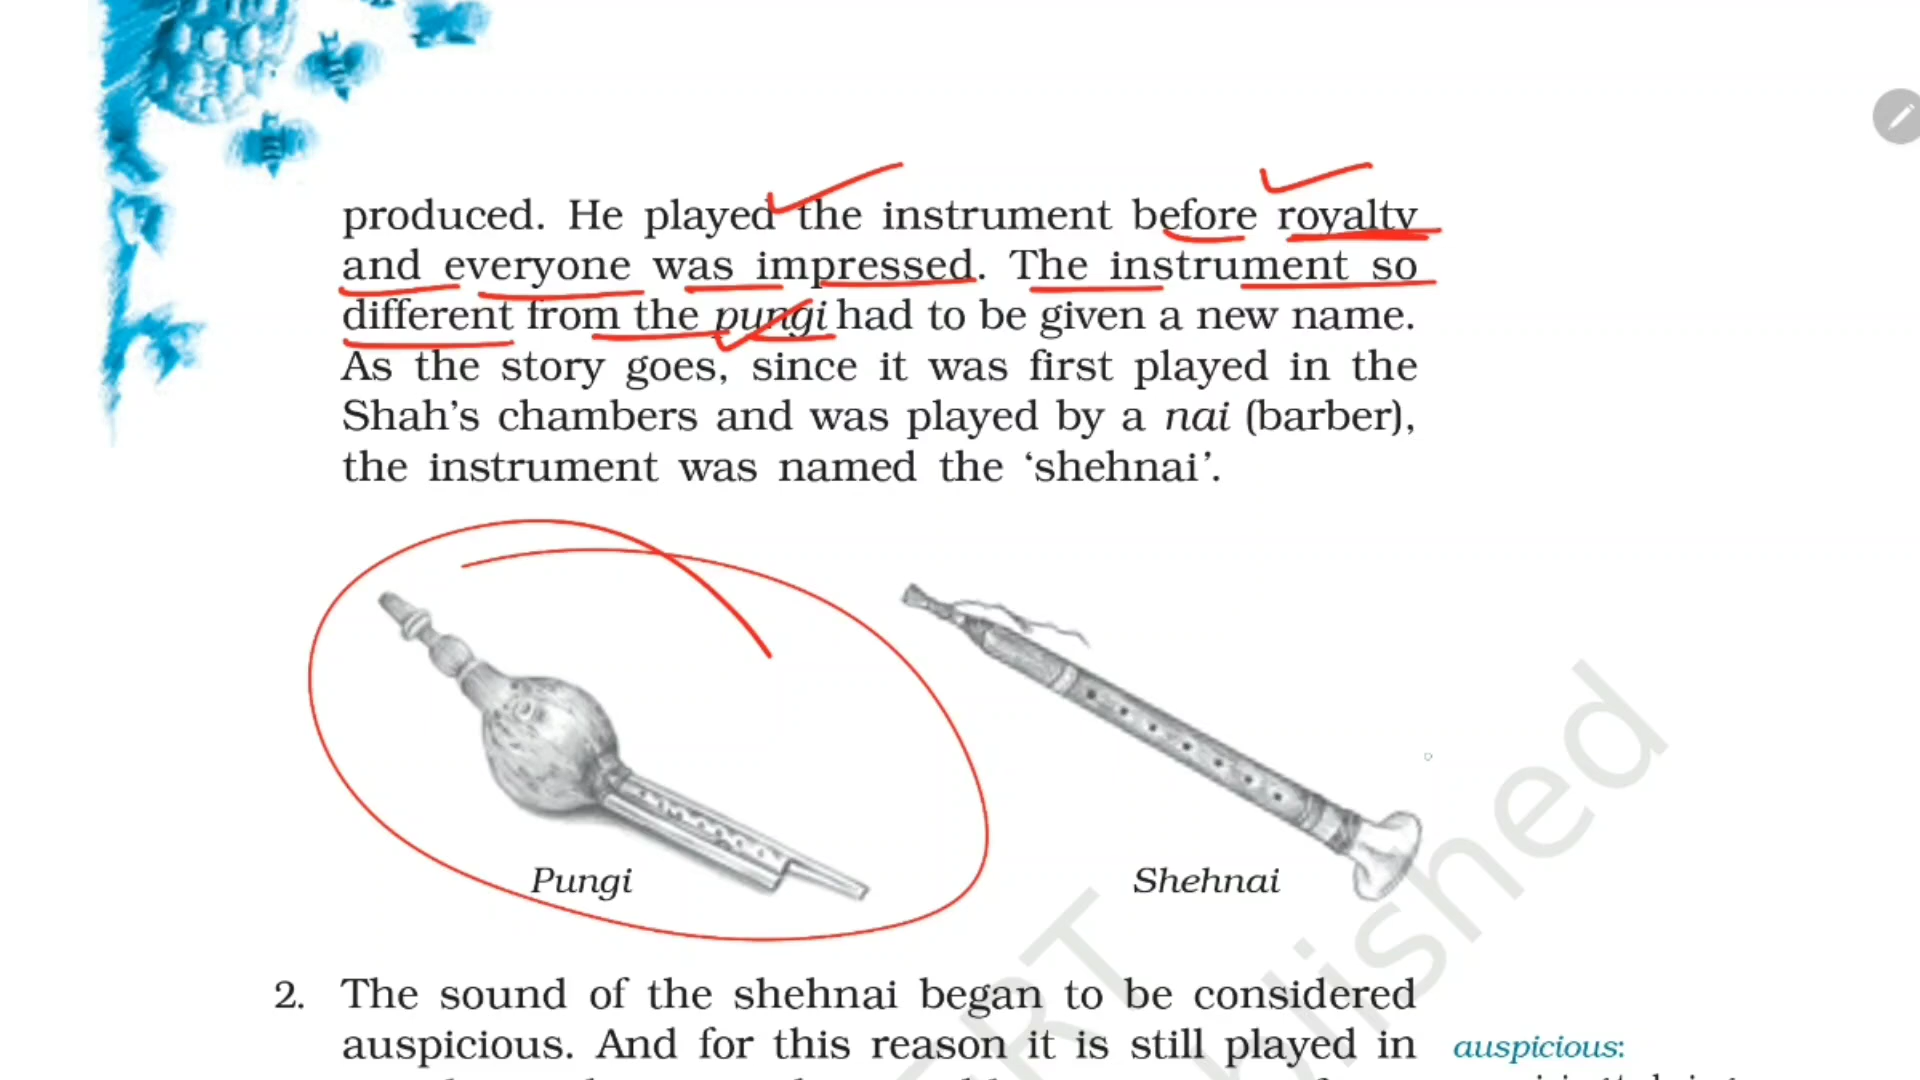 produced. He played the instrument before royalty
and everyone was impressed. The instrument so
different from the pungi had to be given a new name.
As the story goes, since it was first played in the
Shah’s chambers and was played by a nai (barber),
the instrument was named the ‘shehnai’.
Pungi
Shehnai
2. The sound of the shehnai began to be considered
auspicious. And for this reason it is still played in
auspicious: